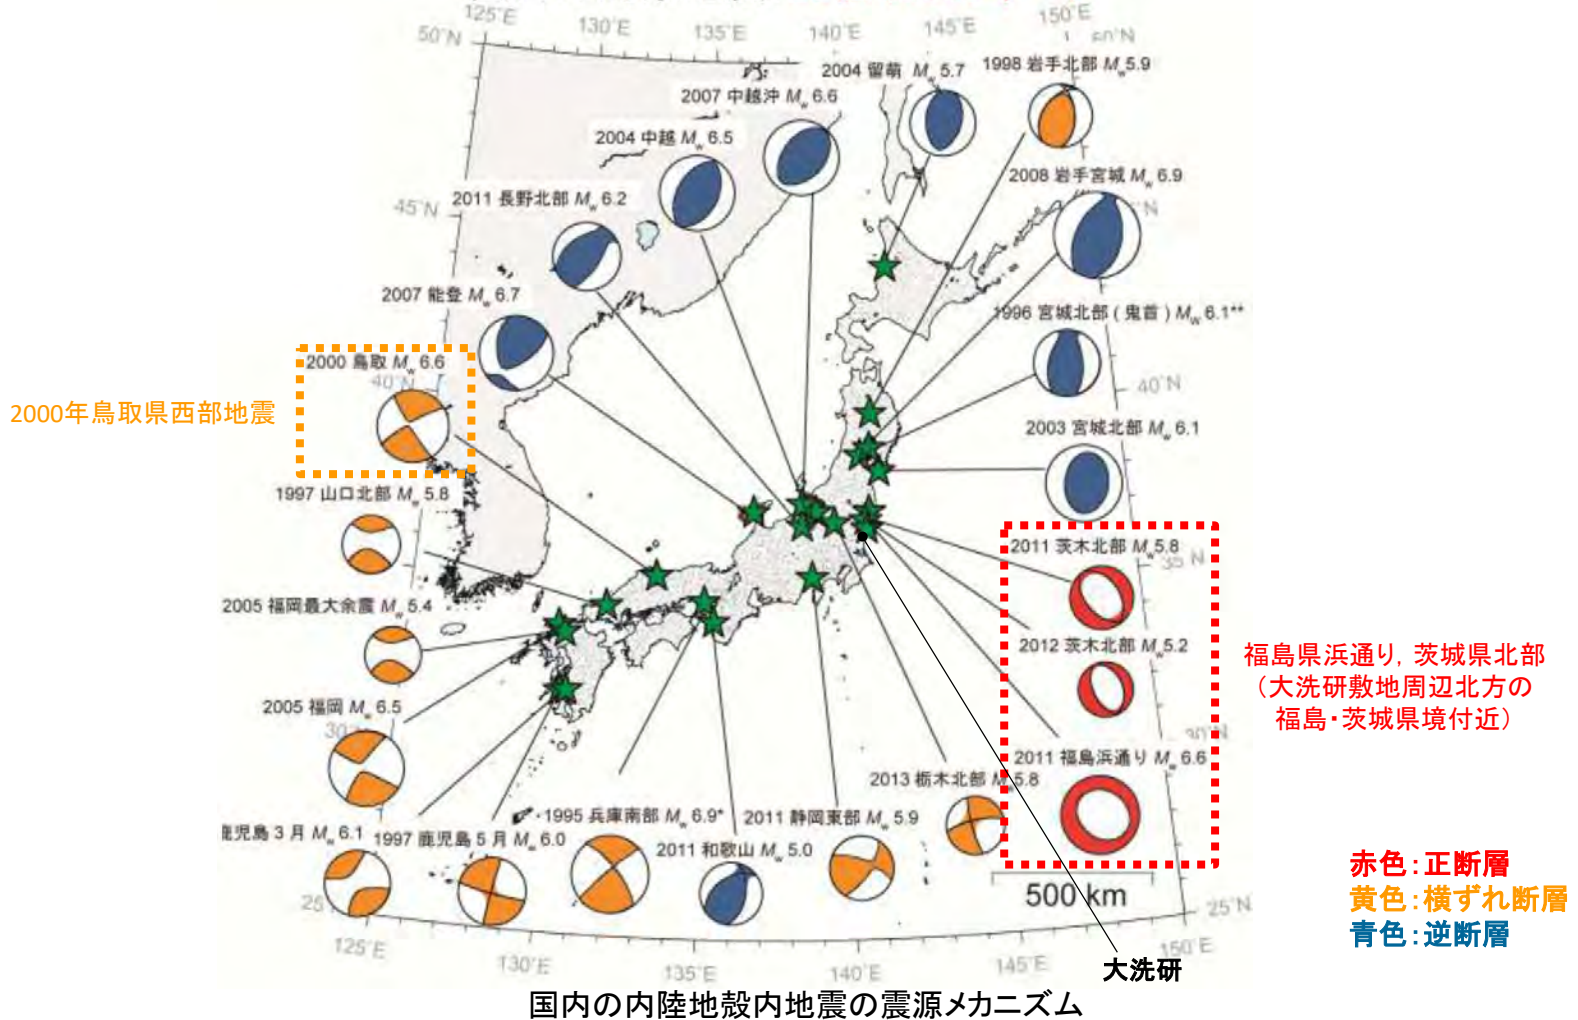 125°E
130°E
135°E
140°E
145°E
150°E
50°N
2004 留萌 Mw 5.7
1998 岩手北部 Mw 5.9
2007 中越沖 Mw 6.6
2004 中越 Mw 6.5
2008 岩手宮城 Mw 6.9
2011 長野北部 Mw 6.2
45°N
2007 能登 Mw 6.7
1996 宮城北部 ( 鬼首 ) Mw 6.1**
2000 鳥取 Mw 6.6
40°N
40°N
2000年鳥取県西部地震
2003 宮城北部 Mw 6.1
1997 山口北部 Mw 5.8
2011 茨木北部 Mw 5.8
35°N
2005 福岡最大余震 Mw 5.4
2012 茨木北部 Mw 5.2
福島県浜通り，茨城県北部
（大洗研敷地周辺北方の
福島・茨城県境付近）
2005 福岡 Mw 6.5
30°N
2011 福島浜通り Mw 6.6
2013 栃木北部 Mw 5.8
鹿児島 3 月 Mw 6.1
1997 鹿児島 5 月 Mw 6.0
1995 兵庫南部 Mw 6.9*
2011 和歌山 Mw 5.0
2011 静岡東部 Mw 5.9
500 km
赤色：正断層
黄色：横ずれ断層
青色：逆断層
25
25°N
125°E
130°E
135°E
140°E
145°E
150°E
大洗研
国内の内陸地殻内地震の震源メカニズム